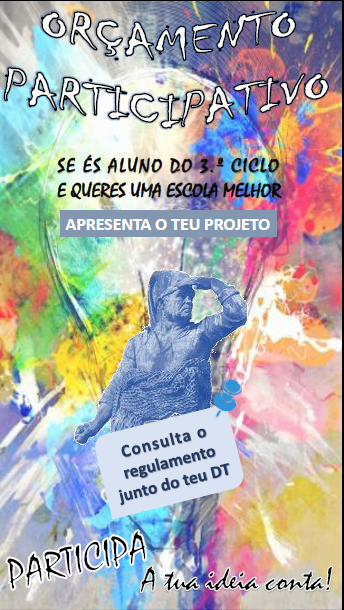 ORÇAMENTO
PARTICIPATIVO
SE ÉS ALUNO DO 3.º CICLO
E QUERES UMA ESCOLA MELHOR
APRESENTA O TEU PROJETO
Consulta o
regulamento
junto do teu DT
PARTICIPA
A tua ideia conta!